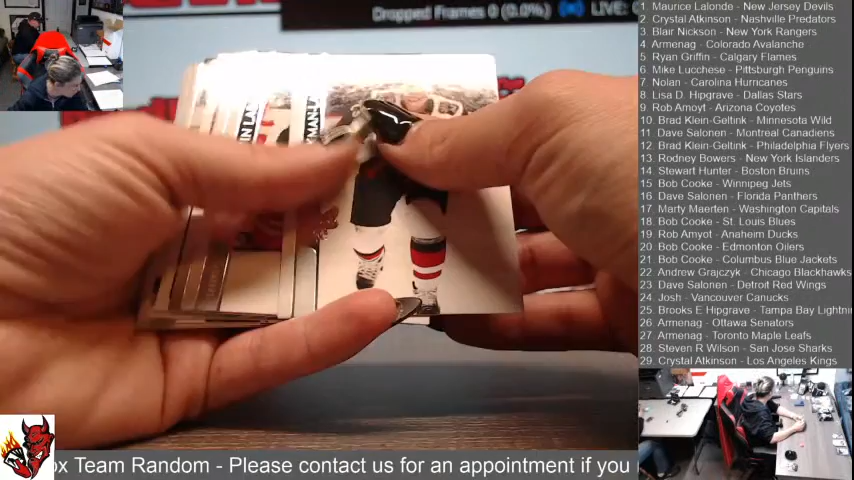 Dropped Frames 0 (0.0%) LIVE:
1 Maurice Lalonde - New Jersey Devils
2 Crystal Atkinson - Nashville Predators
3 Blair Nickson - New York Rangers
4 Armenag - Colorado Avalanche
5 Ryan Griffin - Calgary Flames
6 Mike Lucchese - Pittsburgh Penguins
7 Nolan - Carolina Hurricanes
8 Lisa D. Hipgrave - Dallas Stars
9 Rob Amoyt - Arizona Coyotes
10 Brad Klein-Geltink - Minnesota Wild
11 Dave Salonen - Montreal Canadiens
12 Brad Klein-Geltink - Philadelphia Flyers
13 Rodney Bowers - New York Islanders
14 Stewart Hunter - Boston Bruins
15 Bob Cooke - Winnipeg Jets
16 Dave Salonen - Florida Panthers
17 Marty Maerten - Washington Capitals
18 Bob Cooke - St. Louis Blues
19 Rob Amyot - Anaheim Ducks
20 Bob Cooke - Edmonton Oilers
21 Bob Cooke - Columbus Blue Jackets
22 Andrew Grajczyk - Chicago Blackhawks
23 Dave Salonen - Detroit Red Wings
24 Josh - Vancouver Canucks
25 Brooks E Hipgrave - Tampa Bay Lightnin
26 Armenag - Ottawa Senators
27 Armenag - Toronto Maple Leafs
28 Steven R Wilson - San Jose Sharks
29 Crystal Atkinson - Los Angeles Kings
ox Team Random - Please contact us for an appointment if you